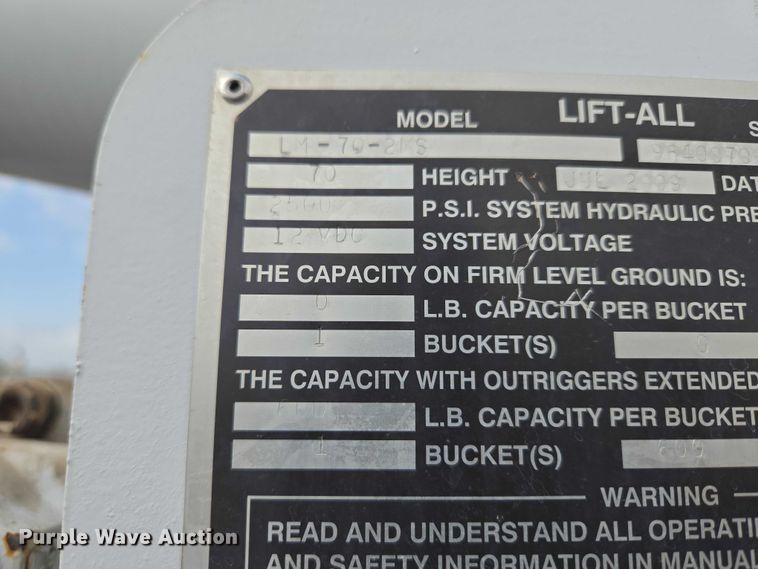 MODEL LIFT-ALL S
LM-70-2MS
70 HEIGHT JUL 2009 DAT
P.S.I. SYSTEM HYDRAULIC PRE
12 VDC SYSTEM VOLTAGE
THE CAPACITY ON FIRM LEVEL GROUND IS:
0 L.B. CAPACITY PER BUCKET
1 BUCKET(S) 0
THE CAPACITY WITH OUTRIGGERS EXTENDED
L.B. CAPACITY PER BUCKET
1 BUCKET(S)
WARNING
READ AND UNDERSTAND ALL OPERATI
AND SAFETY INFORMATION IN MANUAL
Purple Wave Auction